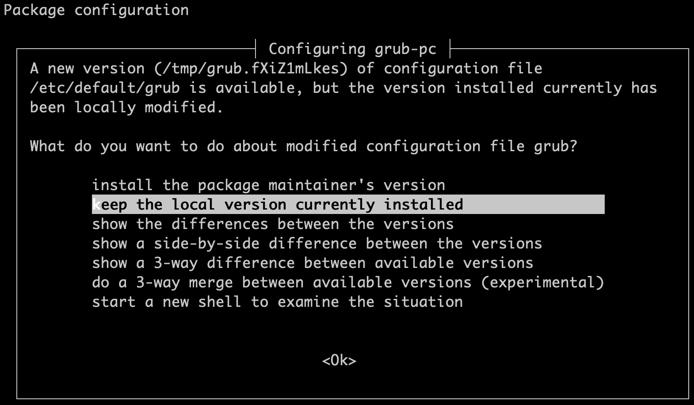 Package configuration
Configuring grub-pc
A new version (/tmp/grub.fXiZ1mLkes) of configuration file
/etc/default/grub is available, but the version installed currently has
been locally modified.
What do you want to do about modified configuration file grub?
install the package maintainer's version
keep the local version currently installed
show the differences between the versions
show a side-by-side difference between the versions
show a 3-way difference between available versions
do a 3-way merge between available versions (experimental)
start a new shell to examine the situation
<Ok>